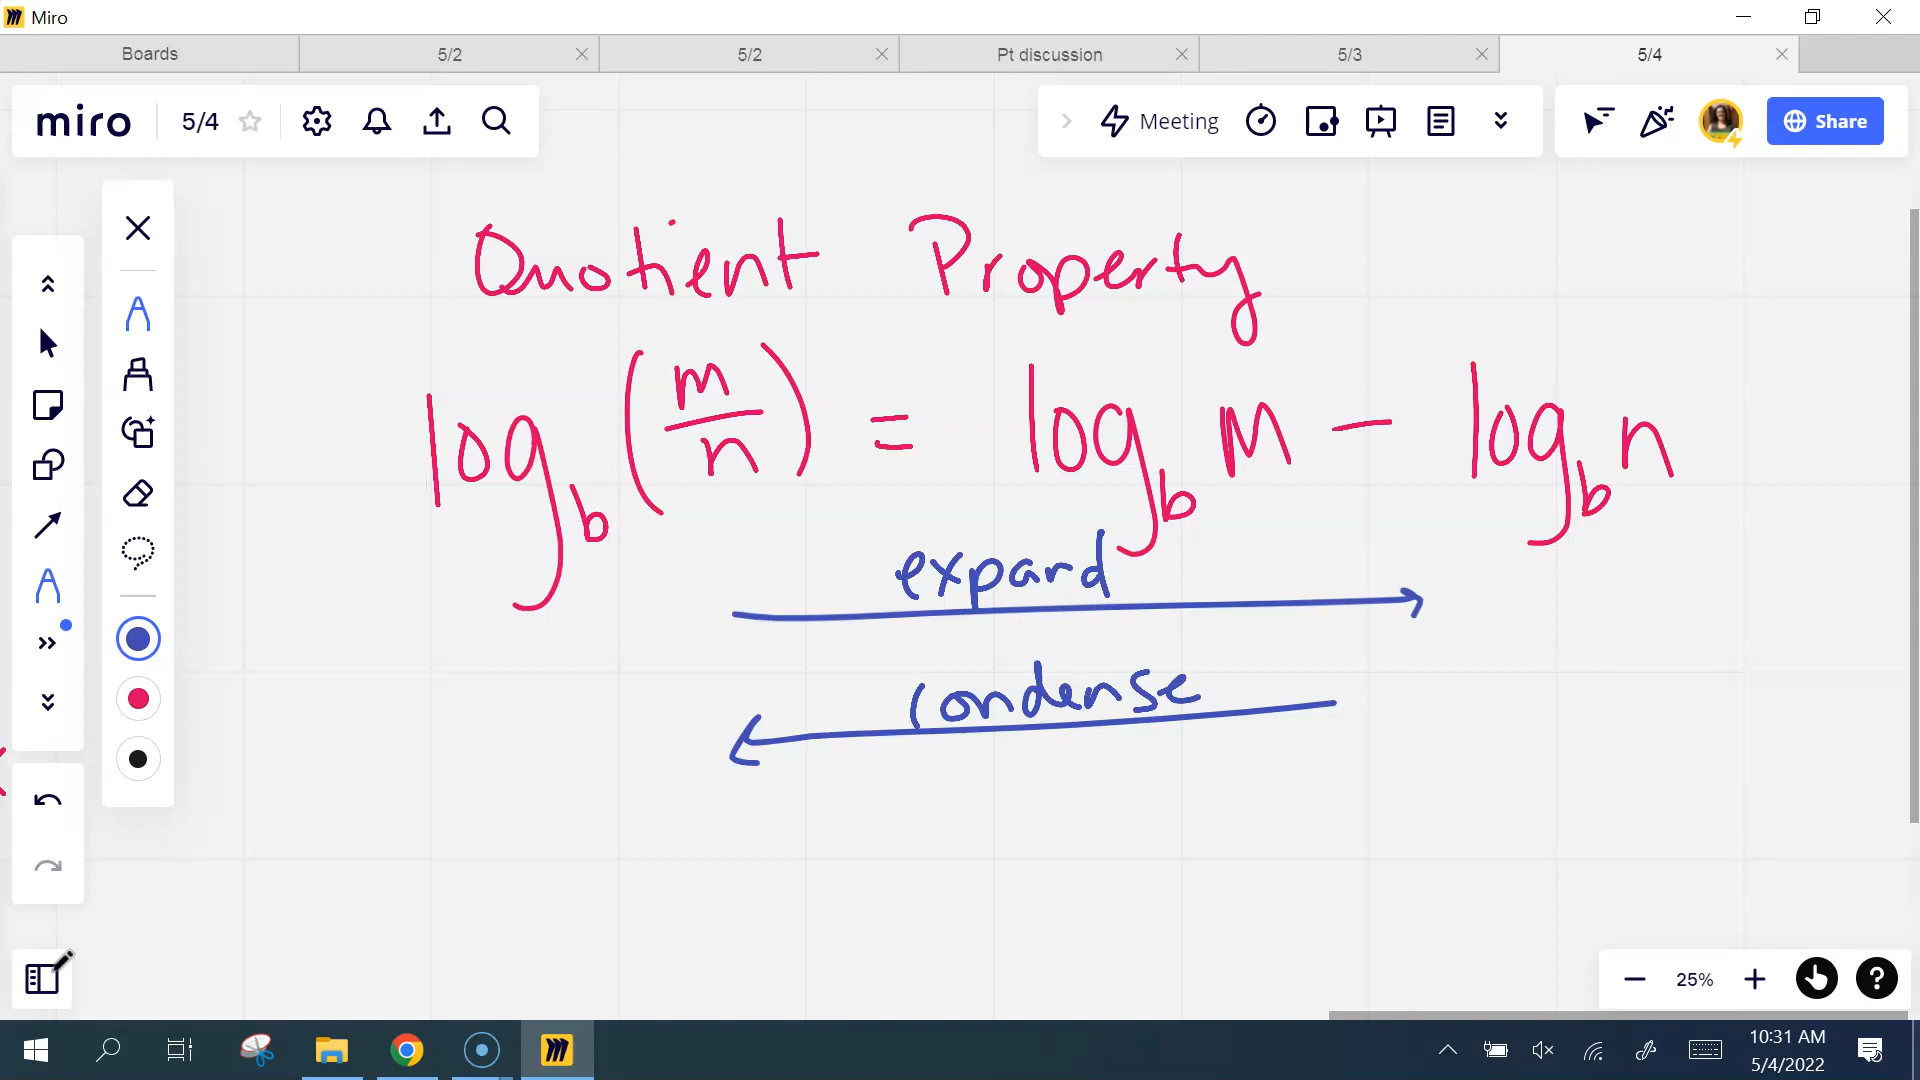 Miro
Boards 5/2 5/2 Pt discussion 5/3 5/4
miro 5/4 Meeting Share
Quotient Property
log_b (m/n) = log_b m - log_b n
expand
condense
25%
10:31 AM
5/4/2022